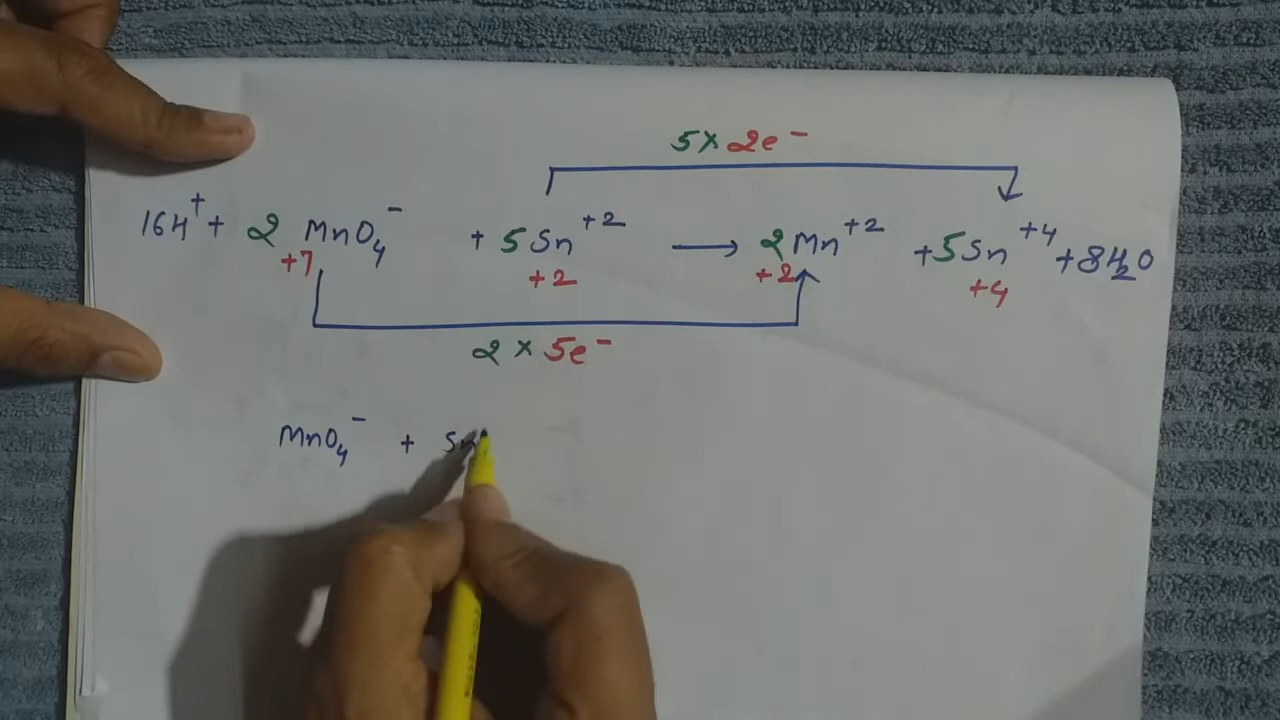 5 × 2e⁻
16H⁺ + 2 MnO₄⁻ + 5Sn⁺² ⟶ 2Mn⁺² + 5Sn⁺⁴ + 8H₂O
+7 +2 +2 +4
2 × 5e⁻
MnO₄⁻ + Sn